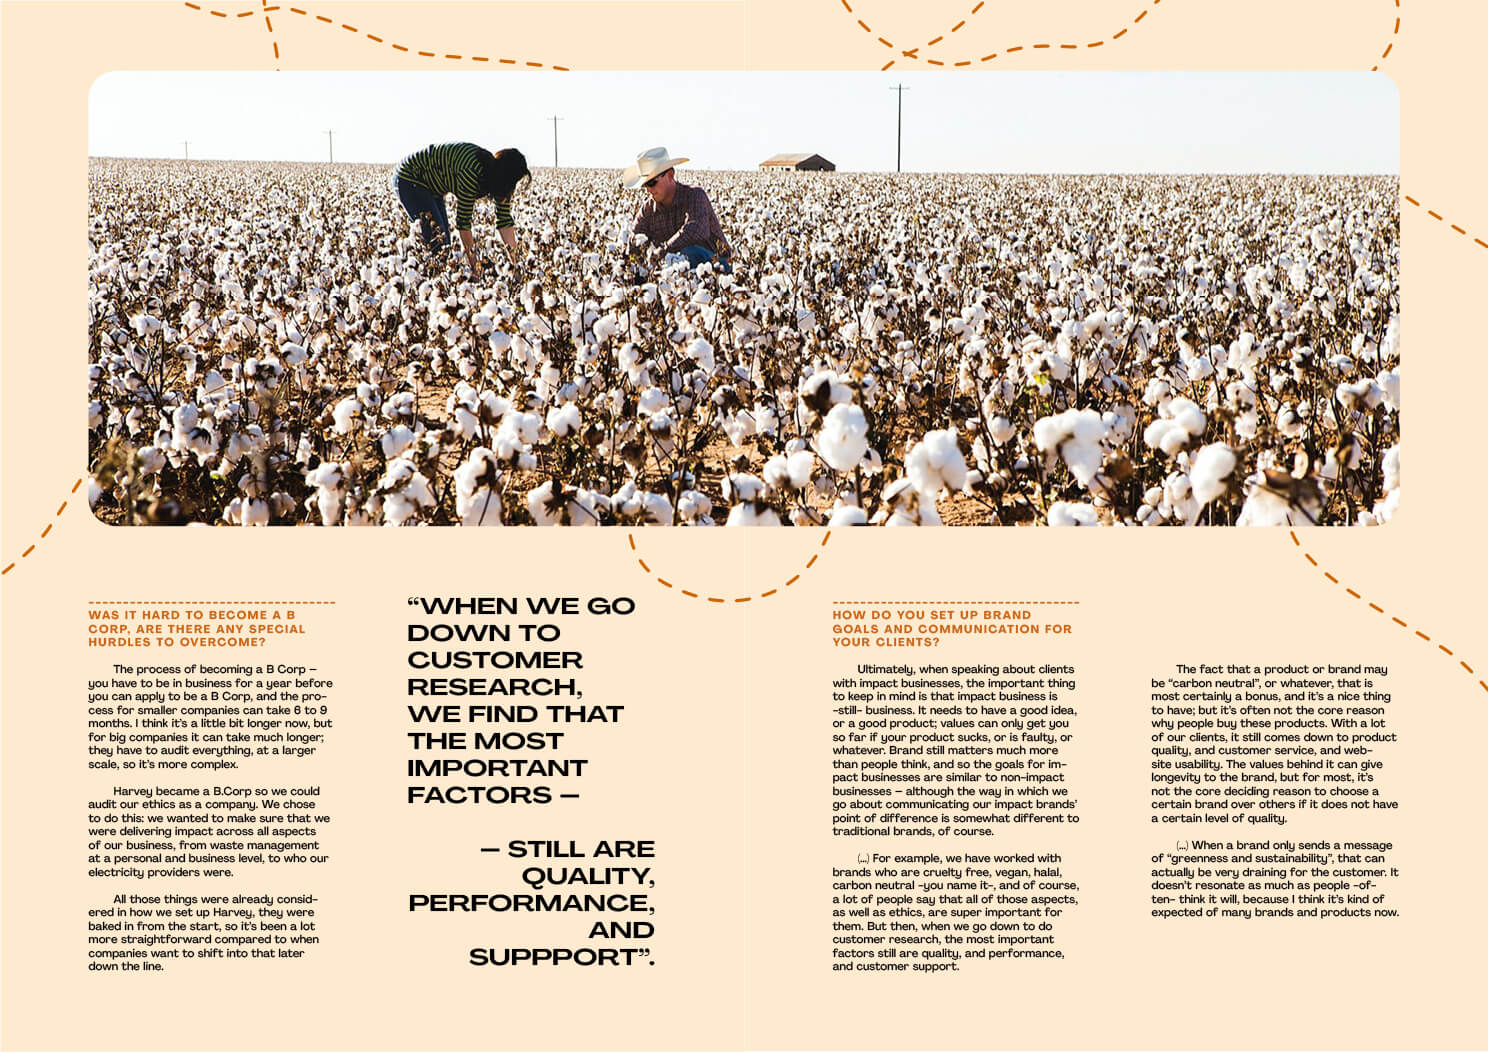 WAS IT HARD TO BECOME A B
CORP, ARE THERE ANY SPECIAL
HURDLES TO OVERCOME?
The process of becoming a B Corp –
you have to be in business for a year before
you can apply to be a B Corp, and the pro-
cess for smaller companies can take 6 to 9
months. I think it's a little bit longer now, but
for big companies it can take much longer;
they have to audit everything, at a larger
scale, so it's more complex.
Harvey became a B.Corp so we could
audit our ethics as a company. We chose
to do this: we wanted to make sure that we
were delivering impact across all aspects
of our business, from waste management
at a personal and business level, to who our
electricity providers were.
All those things were already consid-
ered in how we set up Harvey, they were
baked in from the start, so it's been a lot
more straightforward compared to when
companies want to shift into that later
down the line.
“WHEN WE GO
DOWN TO
CUSTOMER
RESEARCH,
WE FIND THAT
THE MOST
IMPORTANT
FACTORS –
– STILL ARE
QUALITY,
PERFORMANCE,
AND
SUPPPORT”.
HOW DO YOU SET UP BRAND
GOALS AND COMMUNICATION FOR
YOUR CLIENTS?
Ultimately, when speaking about clients
with impact businesses, the important thing
to keep in mind is that impact business is
-still- business. It needs to have a good idea,
or a good product; values can only get you
so far if your product sucks, or is faulty, or
whatever. Brand still matters much more
than people think, and so the goals for im-
pact businesses are similar to non-impact
businesses – although the way in which we
go about communicating our impact brands'
point of difference is somewhat different to
traditional brands, of course.
(...) For example, we have worked with
brands who are cruelty free, vegan, halal,
carbon neutral -you name it-, and of course,
a lot of people say that all of those aspects,
as well as ethics, are super important for
them. But then, when we go down to do
customer research, the most important
factors still are quality, and performance,
and customer support.
The fact that a product or brand may
be “carbon neutral”, or whatever, that is
most certainly a bonus, and it's a nice thing
to have; but it's often not the core reason
why people buy these products. With a lot
of our clients, it still comes down to product
quality, and customer service, and web-
site usability. The values behind it can give
longevity to the brand, but for most, it's
not the core deciding reason to choose a
certain brand over others if it does not have
a certain level of quality.
(...) When a brand only sends a message
of “greenness and sustainability”, that can
actually be very draining for the customer. It
doesn't resonate as much as people -of-
ten- think it will, because I think it's kind of
expected of many brands and products now.